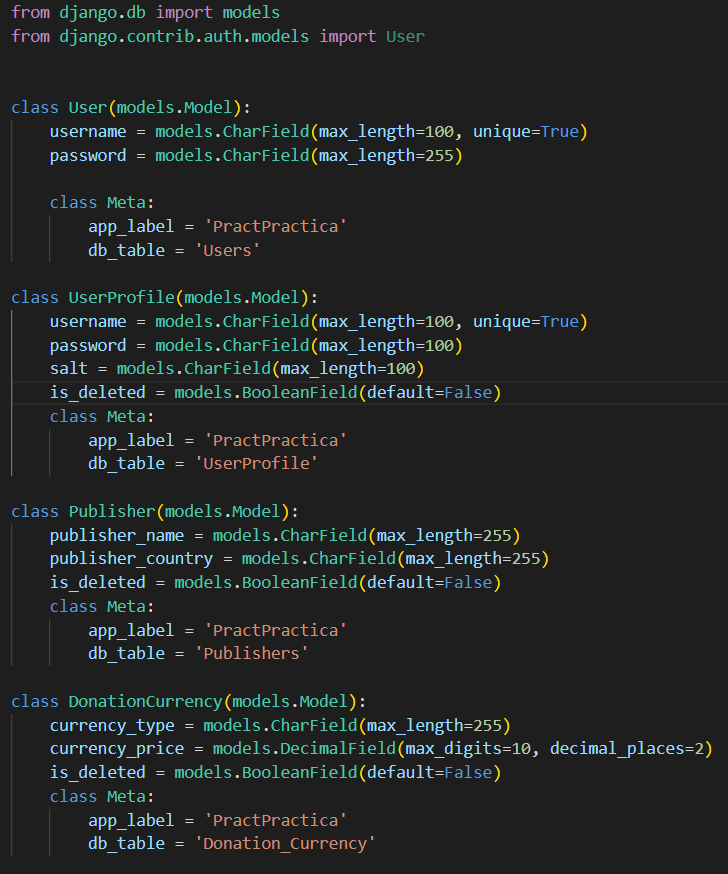 from django.db import models
from django.contrib.auth.models import User
class User(models.Model):
username = models.CharField(max_length=100, unique=True)
password = models.CharField(max_length=255)
class Meta:
app_label = 'PractPractica'
db_table = 'Users'
class UserProfile(models.Model):
username = models.CharField(max_length=100, unique=True)
password = models.CharField(max_length=100)
salt = models.CharField(max_length=100)
is_deleted = models.BooleanField(default=False)
class Meta:
app_label = 'PractPractica'
db_table = 'UserProfile'
class Publisher(models.Model):
publisher_name = models.CharField(max_length=255)
publisher_country = models.CharField(max_length=255)
is_deleted = models.BooleanField(default=False)
class Meta:
app_label = 'PractPractica'
db_table = 'Publishers'
class DonationCurrency(models.Model):
currency_type = models.CharField(max_length=255)
currency_price = models.DecimalField(max_digits=10, decimal_places=2)
is_deleted = models.BooleanField(default=False)
class Meta:
app_label = 'PractPractica'
db_table = 'Donation_Currency'